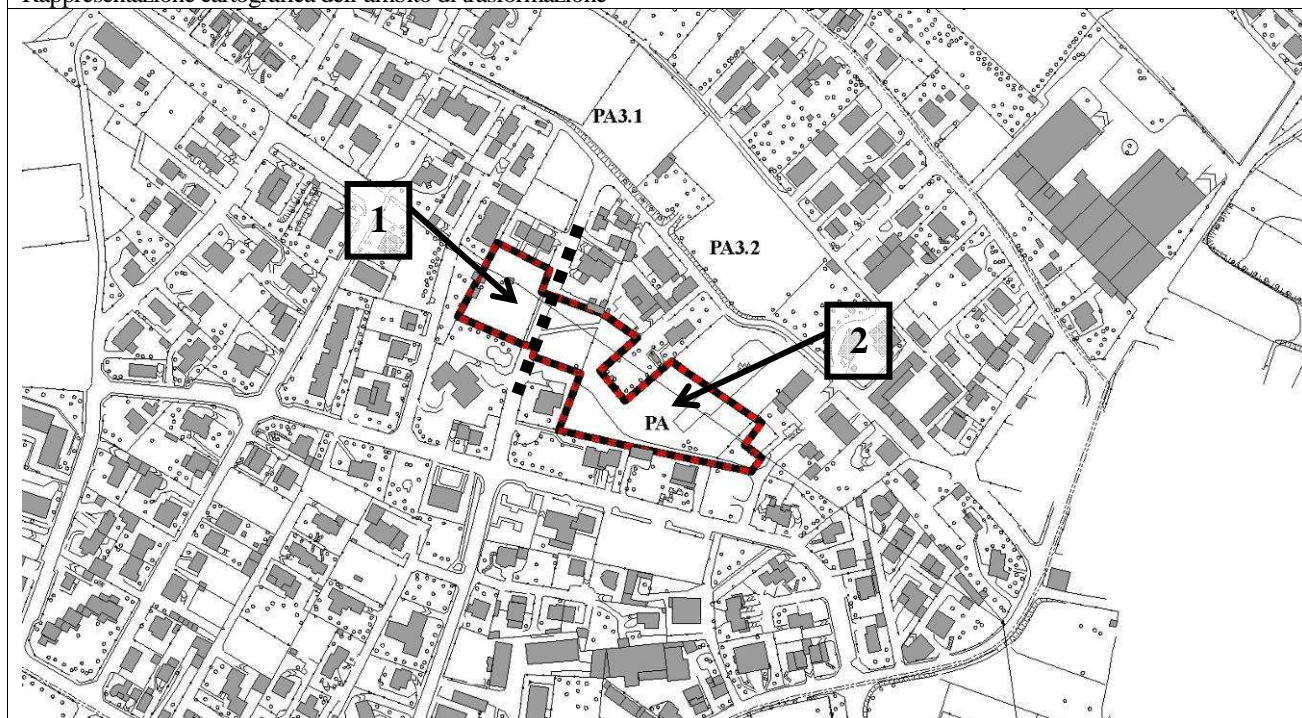 Rappresentazione cartografica dell'ambito di trasformazione
PA3.1
1
PA3.2
2
PA